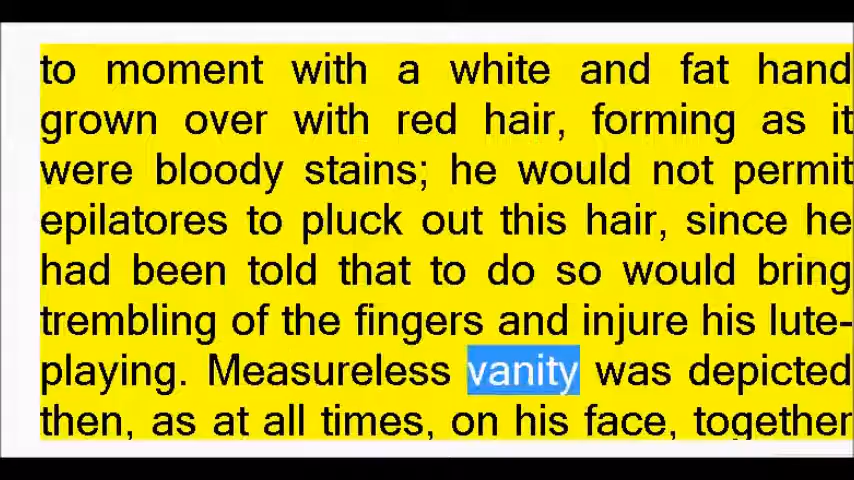 to moment with a white and fat hand
grown over with red hair, forming as it
were bloody stains; he would not permit
epilatores to pluck out this hair, since he
had been told that to do so would bring
trembling of the fingers and injure his lute-
playing. Measureless vanity was depicted
then, as at all times, on his face, together